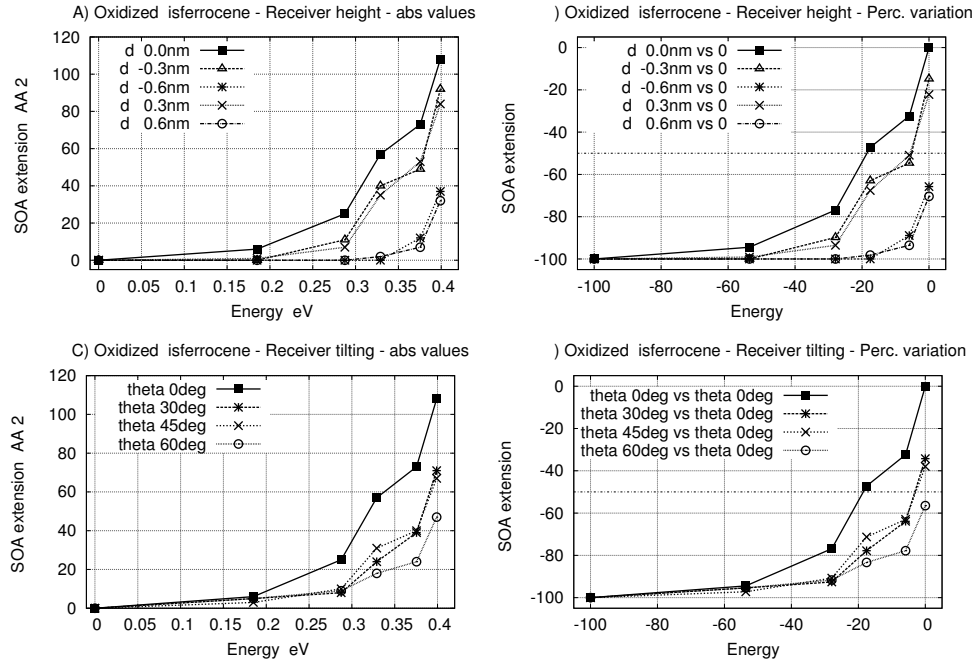 A) Oxidized isferrocene - Receiver height - abs values
SOA extension AA 2
120
100
80
60
40
20
0
d 0.0nm
d -0.3nm
d -0.6nm
d 0.3nm
d 0.6nm
0 0.05 0.1 0.15 0.2 0.25 0.3 0.35 0.4
Energy eV
) Oxidized isferrocene - Receiver height - Perc. variation
SOA extension
0
-20
-40
-60
-80
-100
d 0.0nm vs 0
d -0.3nm vs 0
d -0.6nm vs 0
d 0.3nm vs 0
d 0.6nm vs 0
-100 -80 -60 -40 -20 0
Energy
C) Oxidized isferrocene - Receiver tilting - abs values
SOA extension AA 2
120
100
80
60
40
20
0
theta 0deg
theta 30deg
theta 45deg
theta 60deg
0 0.05 0.1 0.15 0.2 0.25 0.3 0.35 0.4
Energy eV
) Oxidized isferrocene - Receiver tilting - Perc. variation
SOA extension
0
-20
-40
-60
-80
-100
theta 0deg vs theta 0deg
theta 30deg vs theta 0deg
theta 45deg vs theta 0deg
theta 60deg vs theta 0deg
-100 -80 -60 -40 -20 0
Energy